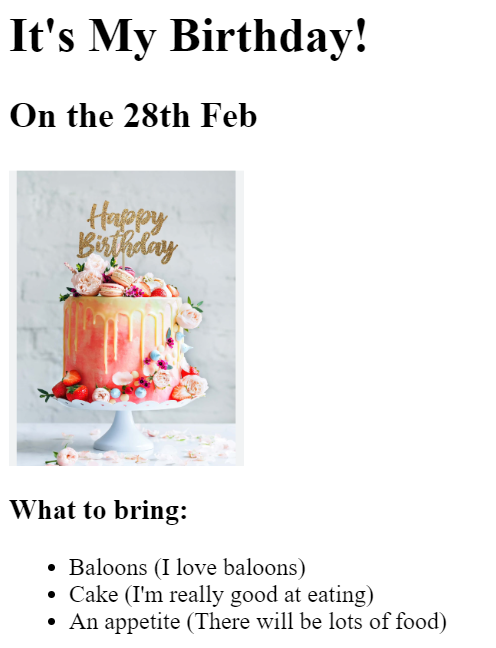 It's My Birthday!
On the 28th Feb
Happy
Birthday
What to bring:
Baloons (I love baloons)
Cake (I'm really good at eating)
An appetite (There will be lots of food)